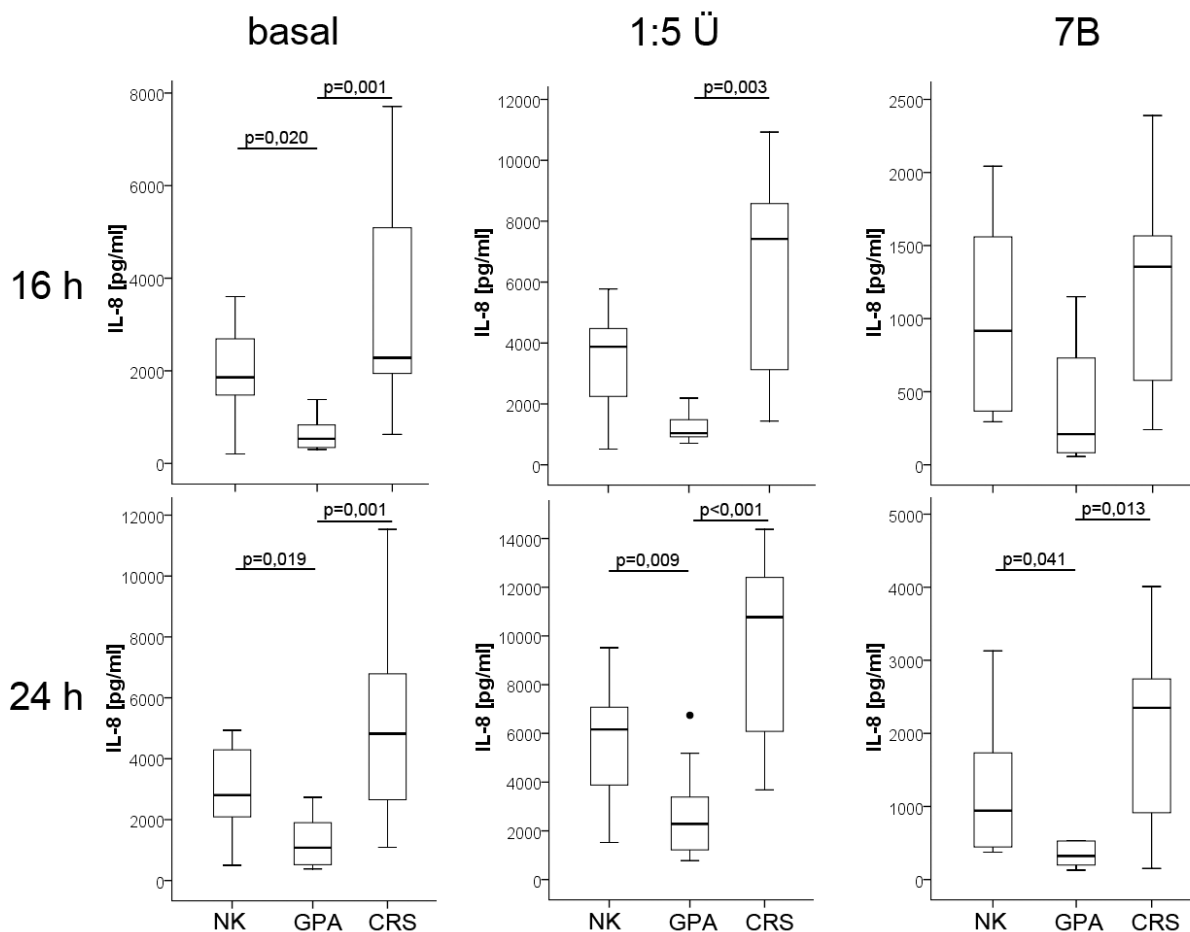 basal
1:5 Ü
7B
16 h
IL-8 [pg/ml]
8000
6000
4000
2000
0
p=0,020
p=0,001
IL-8 [pg/ml]
12000
10000
8000
6000
4000
2000
0
p=0,003
IL-8 [pg/ml]
2500
2000
1500
1000
500
0
24 h
IL-8 [pg/ml]
12000
10000
8000
6000
4000
2000
0
p=0,019
p=0,001
NK GPA CRS
IL-8 [pg/ml]
14000
12000
10000
8000
6000
4000
2000
0
p=0,009
p<0,001
NK GPA CRS
IL-8 [pg/ml]
5000
4000
3000
2000
1000
0
p=0,041
p=0,013
NK GPA CRS